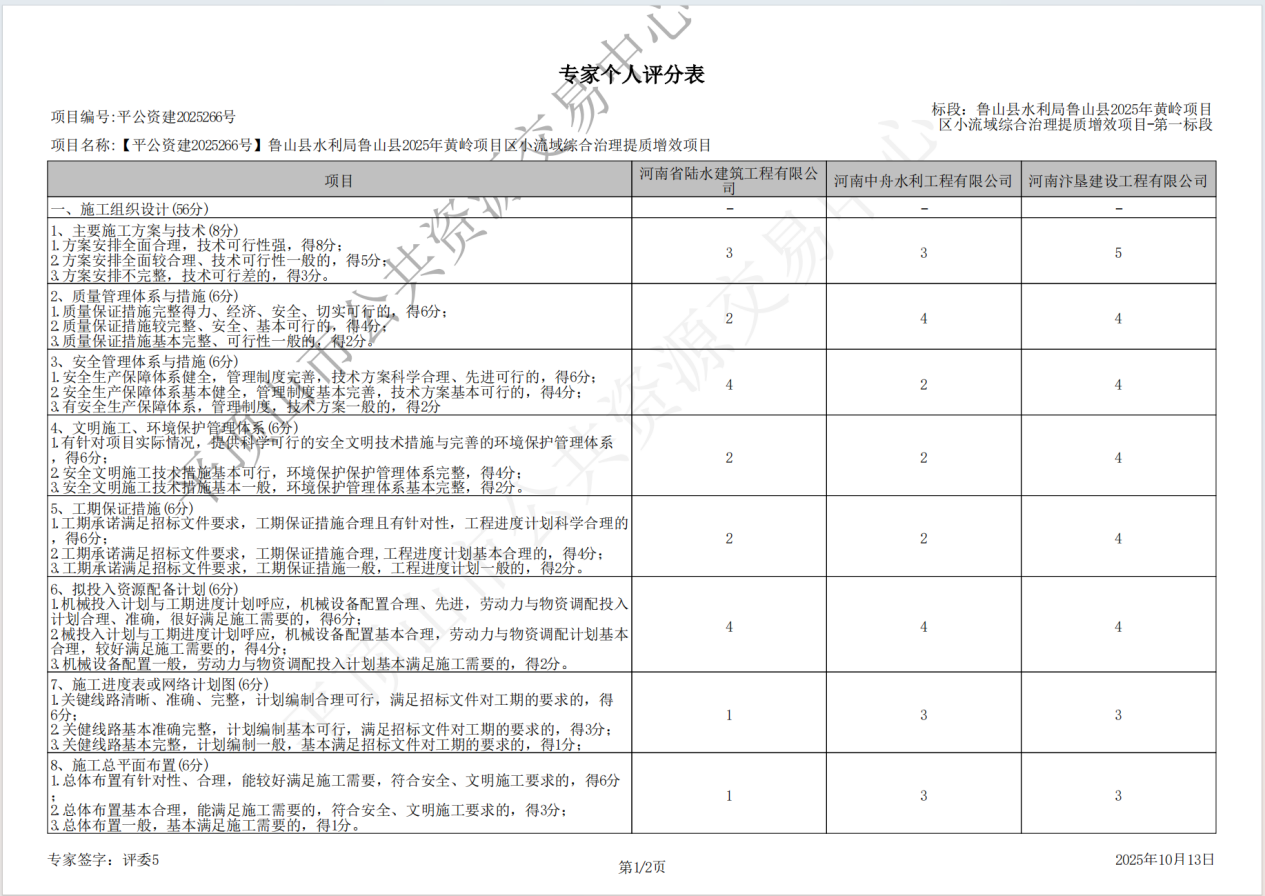 专家个人评分表
项目编号:平公资建2025266号
标段：鲁山县水利局鲁山县2025年黄岭项目
区小流域综合治理提质增效项目-第一标段
项目名称:【平公资建2025266号】鲁山县水利局鲁山县2025年黄岭项目区小流域综合治理提质增效项目
项目
河南省陆水建筑工程有限公
司
河南中舟水利工程有限公司
河南汴垦建设工程有限公司
一、施工组织设计(56分)
-
-
-
1、主要施工方案与技术(8分)
1.方案安排全面合理，技术可行性强，得8分；
2.方案安排全面较合理、技术可行性一般的，得5分；
3.方案安排不完整，技术可行差的，得3分。
3
3
5
2、质量管理体系与措施(6分)
1.质量保证措施完整得力、经济、安全、切实可行的，得6分；
2.质量保证措施较完整、安全、基本可行的，得4分；
3.质量保证措施基本完整、可行性一般的，得2分。
2
4
4
3、安全管理体系与措施(6分)
1.安全生产保障体系健全，管理制度完善，技术方案科学合理、先进可行的，得6分；
2.安全生产保障体系基本健全，管理制度基本完善，技术方案基本可行的，得4分；
3.有安全生产保障体系，管理制度，技术方案一般的，得2分
4
2
4
4、文明施工、环境保护管理体系(6分)
1.有针对项目实际情况，提供科学可行的安全文明技术措施与完善的环境保护管理体系
，得6分；
2.安全文明施工技术措施基本可行，环境保护保护管理体系完整，得4分；
3.安全文明施工技术措施基本一般，环境保护管理体系基本完整，得2分。
2
2
4
5、工期保证措施(6分)
1.工期承诺满足招标文件要求，工期保证措施合理且有针对性，工程进度计划科学合理的
，得6分；
2.工期承诺满足招标文件要求，工期保证措施合理,工程进度计划基本合理的，得4分；
3.工期承诺满足招标文件要求，工期保证措施一般，工程进度计划一般的，得2分。
2
2
4
6、拟投入资源配备计划(6分)
1.机械投入计划与工期进度计划呼应，机械设备配置合理、先进，劳动力与物资调配投入
计划合理、准确，很好满足施工需要的，得6分；
2.械投入计划与工期进度计划呼应，机械设备配置基本合理，劳动力与物资调配计划基本
合理，较好满足施工需要的，得4分；
3.机械设备配置一般，劳动力与物资调配投入计划基本满足施工需要的，得2分。
4
4
4
7、施工进度表或网络计划图(6分)
1.关键线路清晰、准确、完整，计划编制合理可行，满足招标文件对工期的要求的，得
6分；
2.关健线路基本准确完整，计划编制基本可行，满足招标文件对工期的要求的，得3分；
3.关健线路基本完整，计划编制一般，基本满足招标文件对工期的要求的，得1分；
1
3
3
8、施工总平面布置(6分)
1.总体布置有针对性、合理，能较好满足施工需要，符合安全、文明施工要求的，得6分
；
2.总体布置基本合理，能满足施工需要的，符合安全、文明施工要求的，得3分；
3.总体布置一般，基本满足施工需要的，得1分。
1
3
3
专家签字：评委5
第1/2页
2025年10月13日
平顶山市公共资源交易中心
平顶山市公共资源交易中心